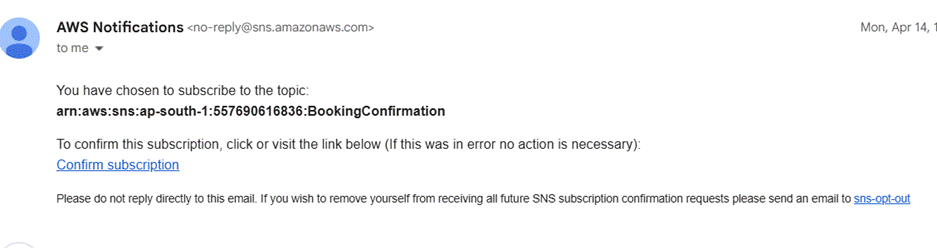 AWS Notifications <no-reply@sns.amazonaws.com> Mon, Apr 14,
to me
You have chosen to subscribe to the topic:
arn:aws:sns:ap-south-1:557690616836:BookingConfirmation
To confirm this subscription, click or visit the link below (If this was in error no action is necessary):
Confirm subscription
Please do not reply directly to this email. If you wish to remove yourself from receiving all future SNS subscription confirmation requests please send an email to sns-opt-out